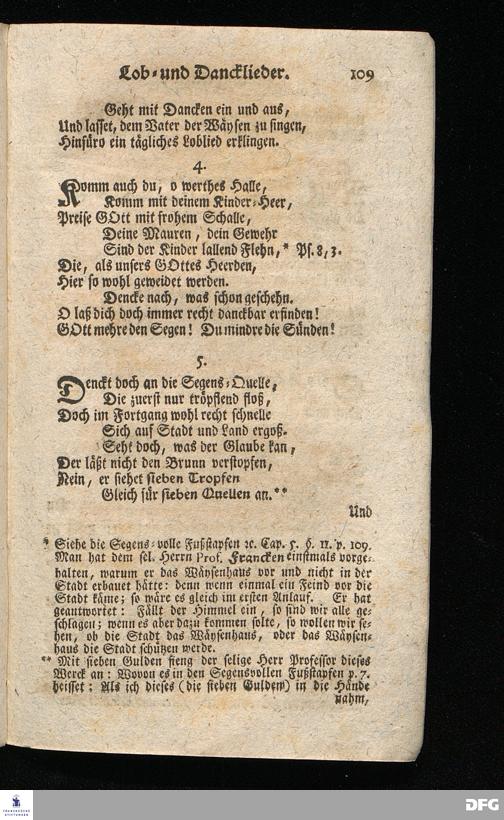 Lob- und Dancklieder. 109
Geht mit Dancken ein und aus,
Und lasset, dem Vater der Wäysen zu singen,
Hinfüro ein tägliches Loblied erklingen.
4.
Komm auch du, o werthes Halle,
Komm mit deinem Kinder-Heer,
Preise GOtt mit frohem Schalle,
Deine Mauren, dein Gewehr
Sind der Kinder lallend Flehn,* Ps. 8, 3.
Die, als unsers GOttes Heerden,
Hier so wohl geweidet werden.
Dencke nach, was schon geschehn.
O laß dich doch immer recht danckbar erfinden!
GOtt mehre den Segen! Du mindre die Sünden!
5.
Denckt doch an die Segens-Quelle,
Die zuerst nur tröpflend floß,
Doch im Fortgang wohl recht schnelle
Sich auf Stadt und Land ergoß.
Seht doch, was der Glaube kan,
Der läßt nicht den Brunn verstopfen,
Nein, er siehet sieben Tropfen
Gleich für sieben Quellen an.**
Und
* Siehe die Segens-volle Fußstapfen ꝛc. Cap. 5. §. 11. p. 109.
Man hat dem sel. Herrn Prof. Francken einstmals vorge-
halten, warum er das Wäysenhaus vor und nicht in der
Stadt erbauet hätte: denn wenn einmal ein Feind vor die
Stadt käme; so wäre es gleich im ersten Anlauf. Er hat
geantwortet: Fällt der Himmel ein, so sind wir alle ge-
schlagen; wenn es aber dazu kommen solte, so wollen wir se-
hen, ob die Stadt das Wäysenhaus, oder das Wäysen-
haus die Stadt schützen werde.
** Mit sieben Gulden fieng der selige Herr Professor dieses
Werck an: Wovon es in den Segensvollen Fußstapfen p. 7.
heisset: Als ich dieses (die sieben Gulden) in die Hände
nahm,
FRANCKESCHE
STIFTUNGEN
DFG